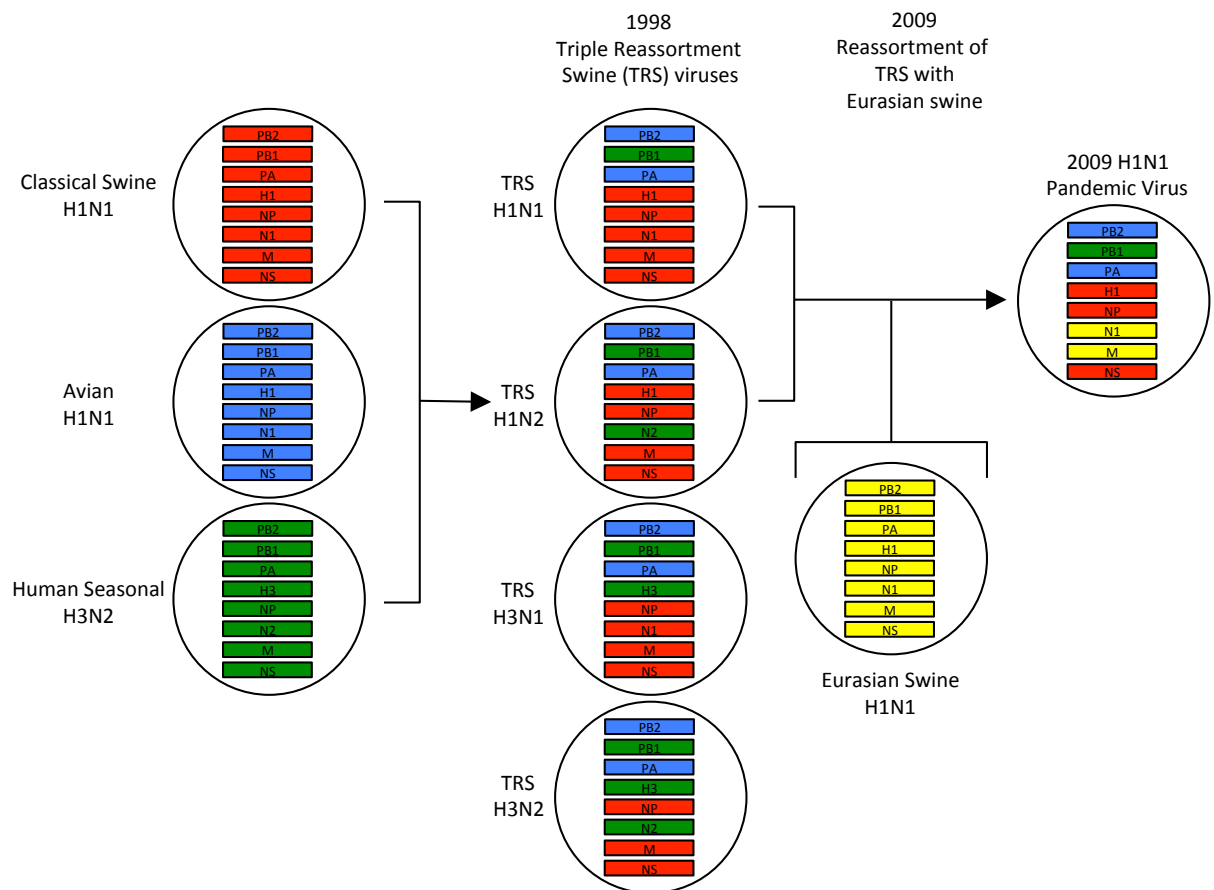 1998
Triple Reassortment
Swine (TRS) viruses
2009
Reassortment of
TRS with
Eurasian swine
Classical Swine
H1N1
PB2
PB1
PA
H1
NP
N1
M
NS
Avian
H1N1
PB2
PB1
PA
H1
NP
N1
M
NS
Human Seasonal
H3N2
PB2
PB1
PA
H3
NP
N2
M
NS
TRS
H1N1
PB2
PB1
PA
H1
NP
N1
M
NS
TRS
H1N2
PB2
PB1
PA
H1
NP
N2
M
NS
TRS
H3N1
PB2
PB1
PA
H3
NP
N1
M
NS
TRS
H3N2
PB2
PB1
PA
H3
NP
N2
M
NS
PB2
PB1
PA
H1
NP
N1
M
NS
Eurasian Swine
H1N1
2009 H1N1
Pandemic Virus
PB2
PB1
PA
H1
NP
N1
M
NS